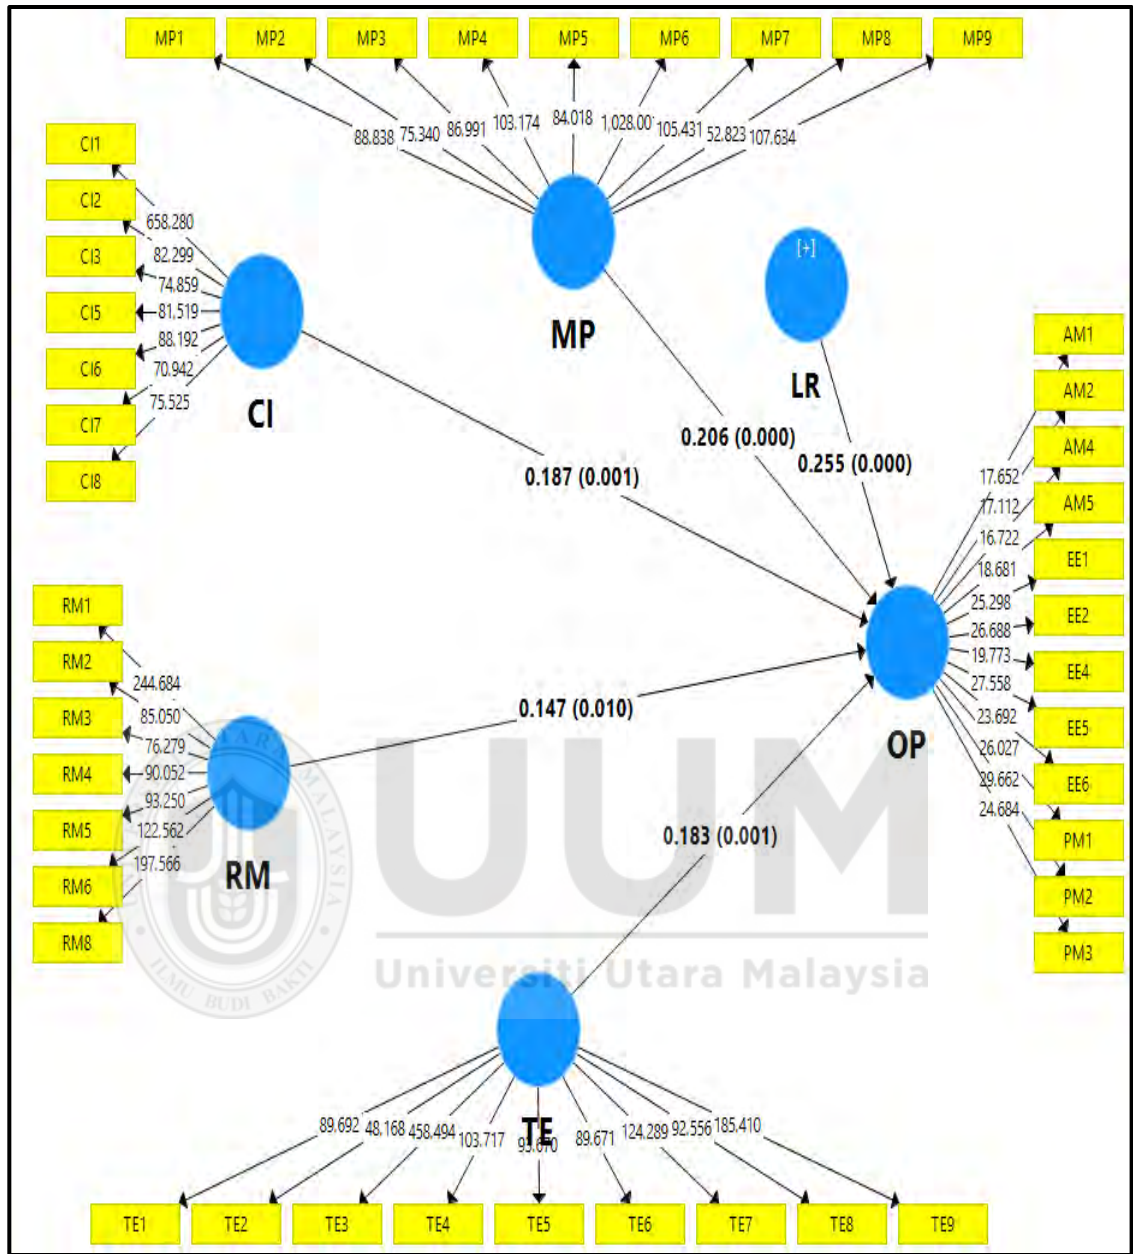 MP1 MP2 MP3 MP4 MP5 MP6 MP7 MP8 MP9
88.838 75.340 86.991 103.174 84.018 105.431 52.823 107.634
CI1
CI2
CI3
CI5
CI6
CI7
CI8
658.280
82.299
74.859
81.519
88.192
70.942
75.525
CI
MP
[+]
LR
0.206 (0.000)
0.255 (0.000)
0.187 (0.001)
AM1
AM2
AM4
AM5
EE1
EE2
EE4
EE5
EE6
PM1
PM2
PM3
17.652
17.112
16.722
18.681
25.298
26.688
19.773
27.558
23.692
26.027
29.662
24.684
OP
RM1
RM2
RM3
RM4
RM5
RM6
RM8
244.684
85.050
76.279
90.052
93.250
122.562
197.566
RM
0.147 (0.010)
0.183 (0.001)
UUM
Universiti Utara Malaysia
UTARA MALAYSIA
ILMU BUDI BAKTI
TE
89.692 48.168 458.494 103.717 93.670 89.671 124.289 92.556 185.410
TE1 TE2 TE3 TE4 TE5 TE6 TE7 TE8 TE9